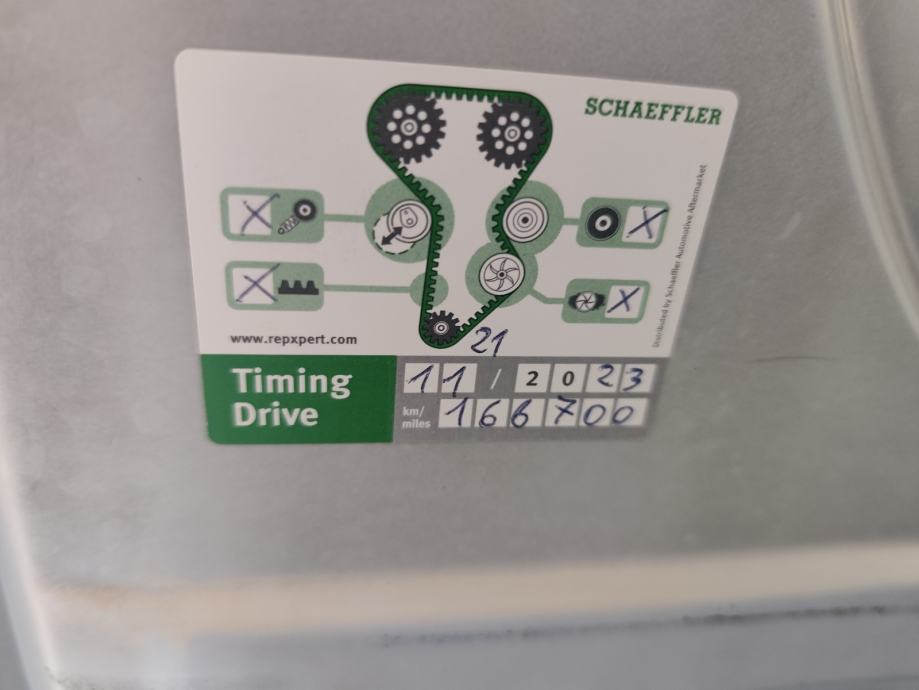 SCHAEFFLER
X
X
X
X
Distributed by Schaeffler Automotive Aftermarket
www.repxpert.com
21
Timing
Drive
11 / 2023
km/
miles
166700